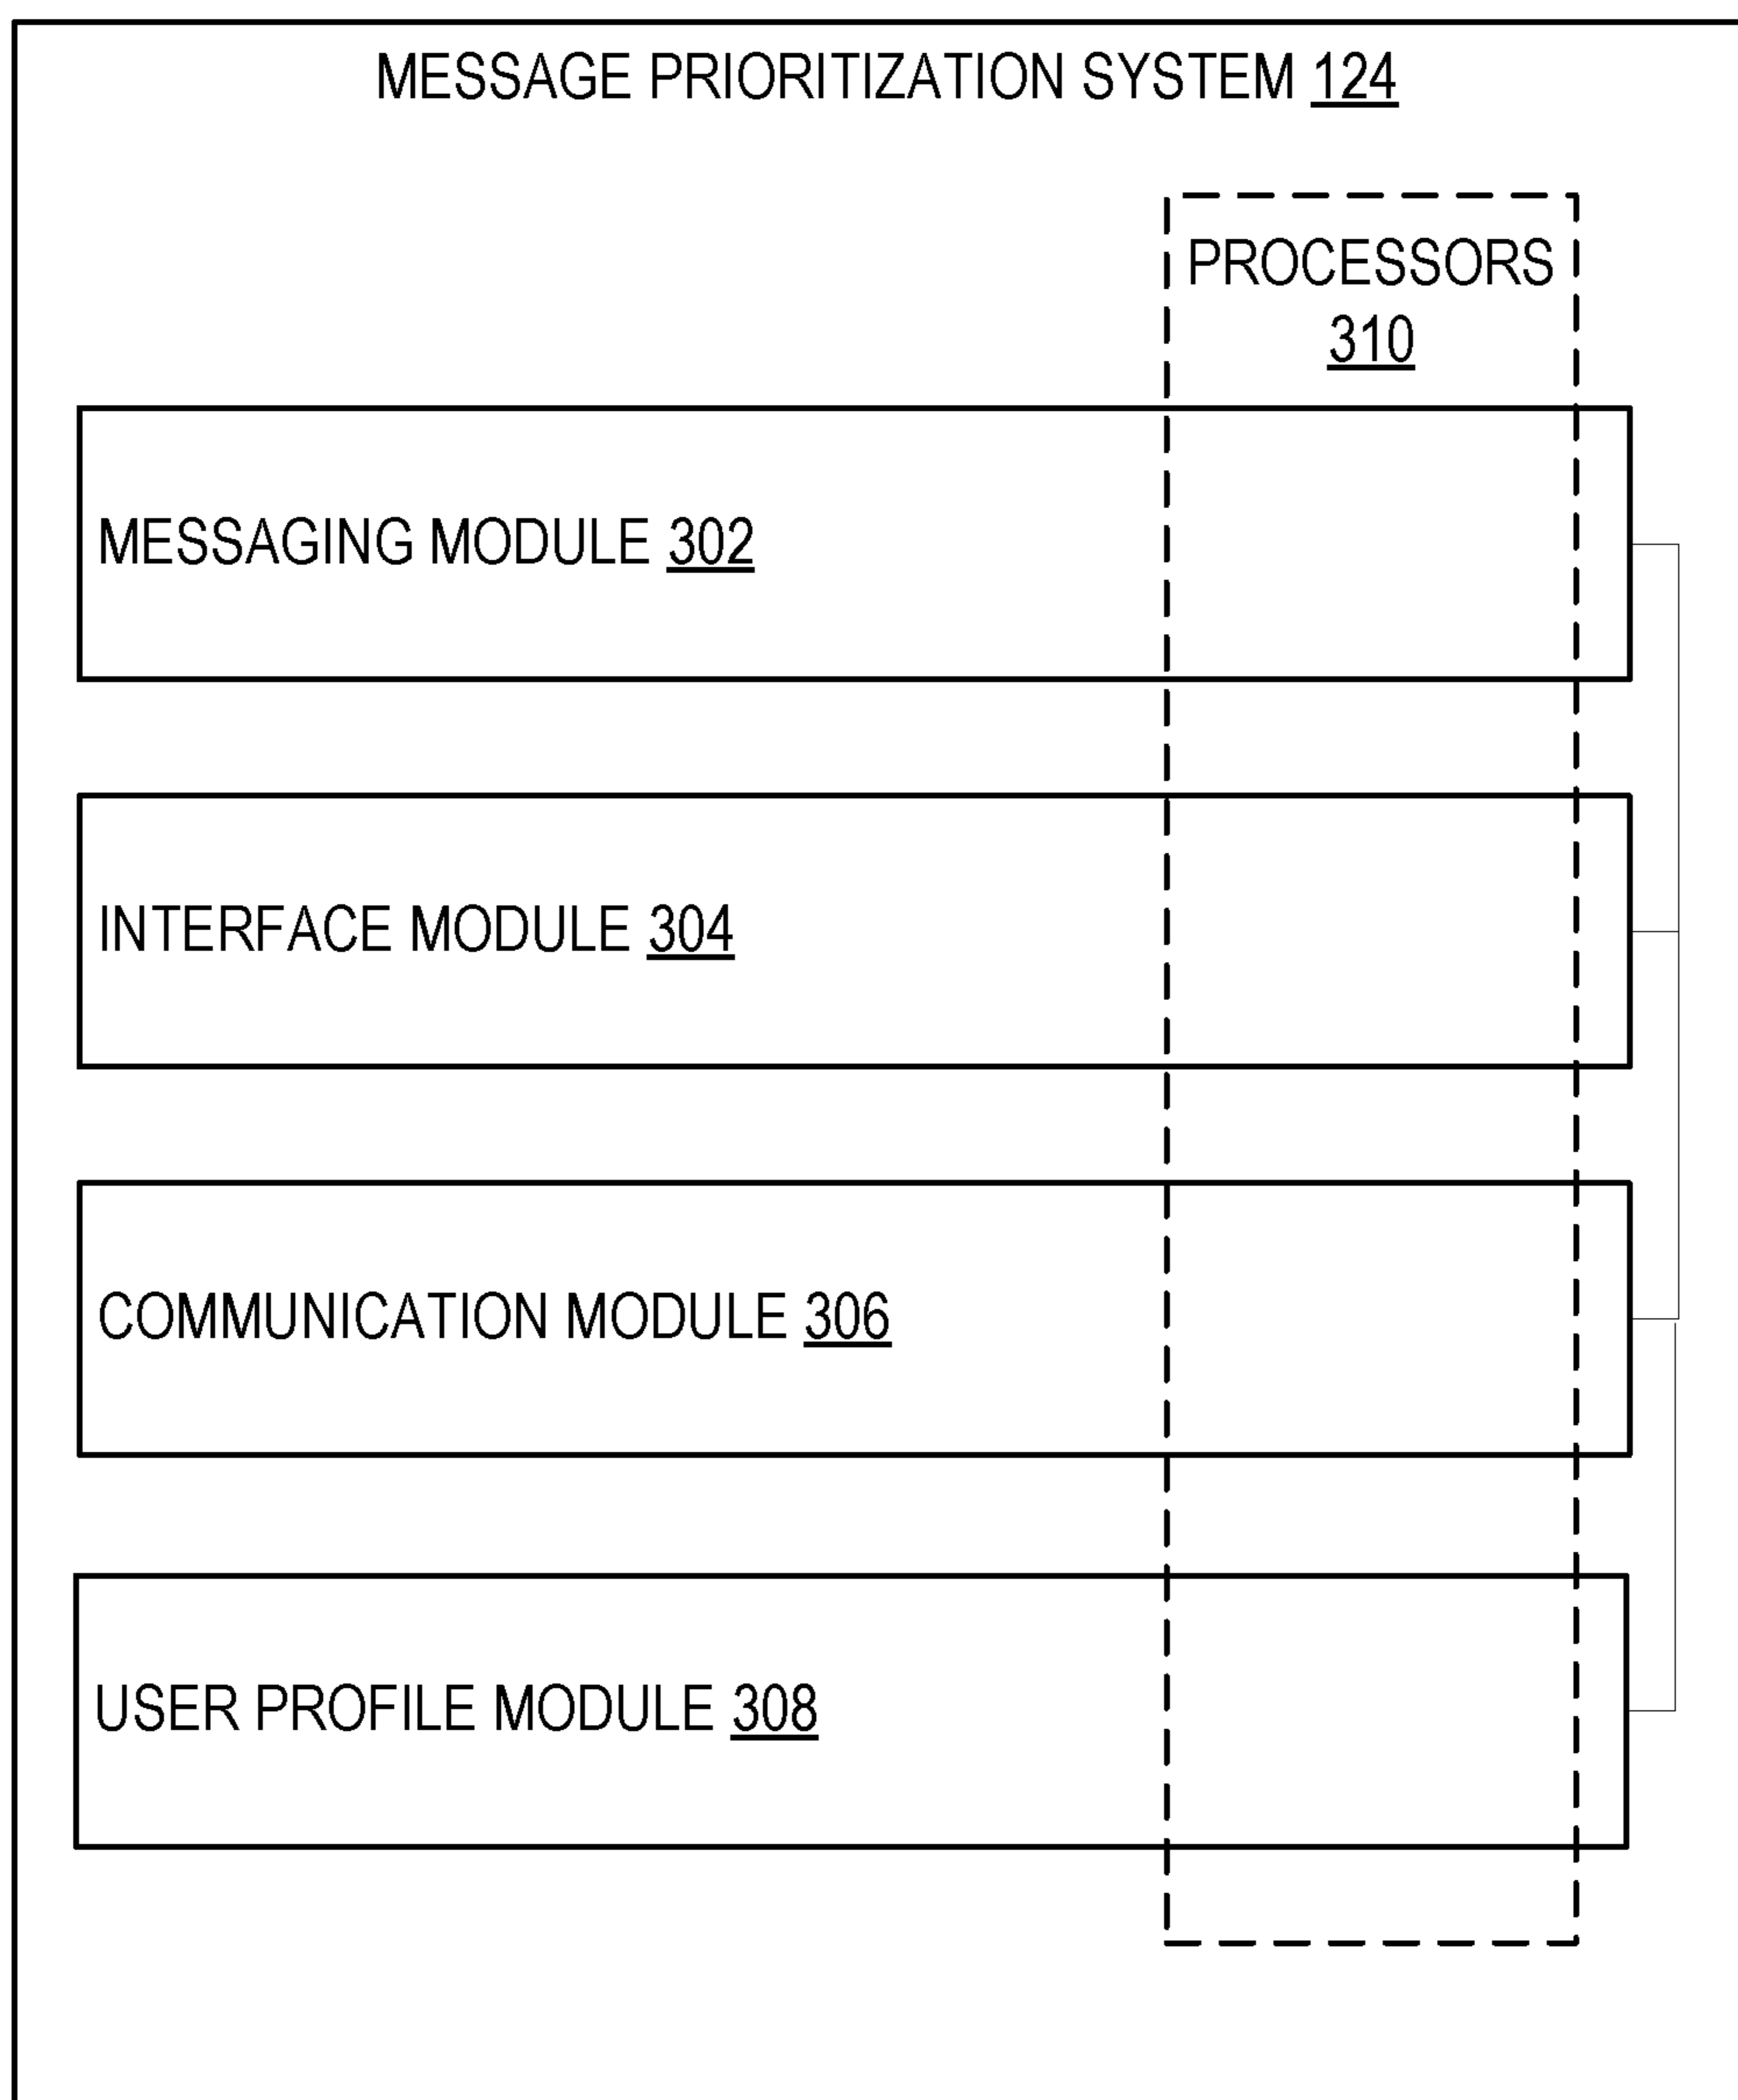 MESSAGE PRIORITIZATION SYSTEM 124
PROCESSORS
310
MESSAGING MODULE 302
INTERFACE MODULE 304
COMMUNICATION MODULE 306
USER PROFILE MODULE 308